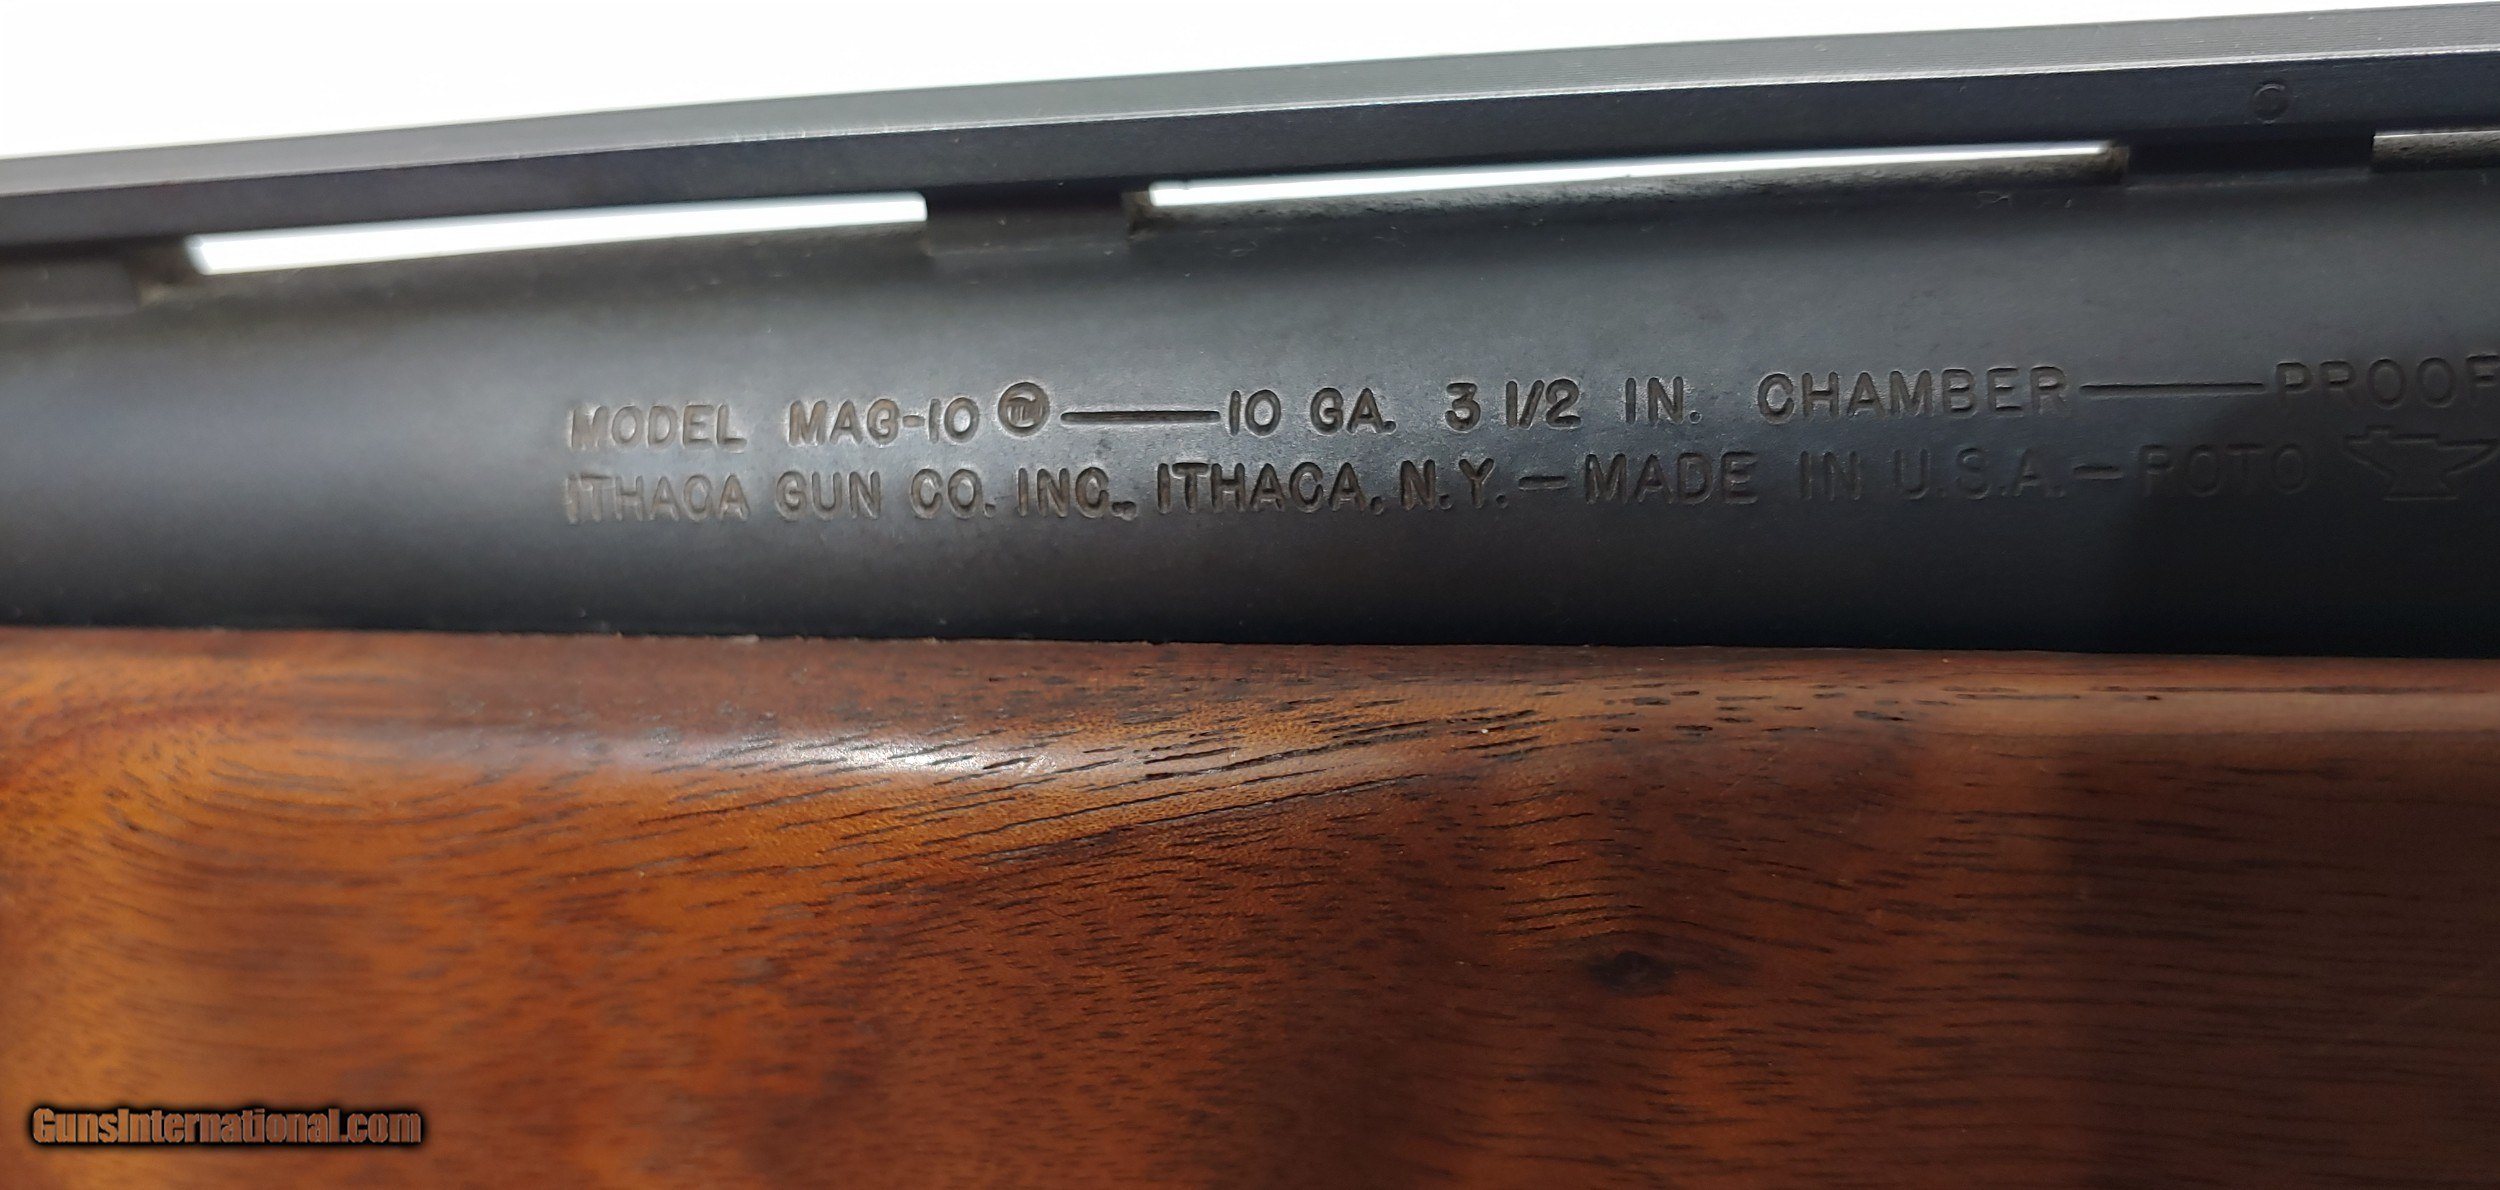 MODEL MAG-10 TM — 10 GA. 3 1/2 IN. CHAMBER — PROOF
ITHACA GUN CO. INC., ITHACA, N.Y. — MADE IN U.S.A. — ROTO
GunsInternational.com